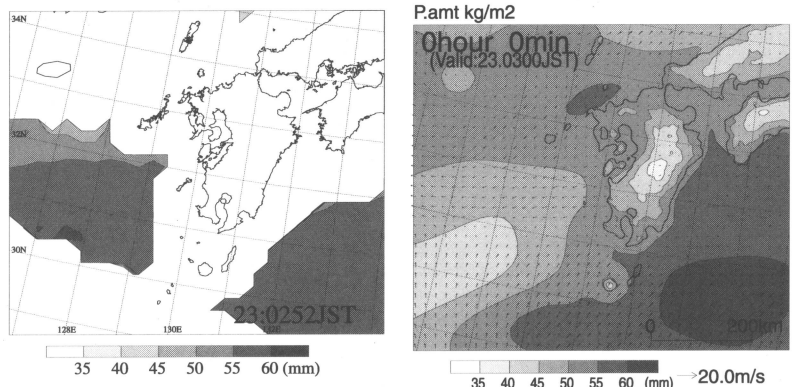 34N
32N
30N
128E
130E
23:0252JST
35 40 45 50 55 60 (mm)
P.amt kg/m2
0hour 0min
(Valid:23.0300JST)
0 200km
35 40 45 50 55 60 (mm) →20.0m/s